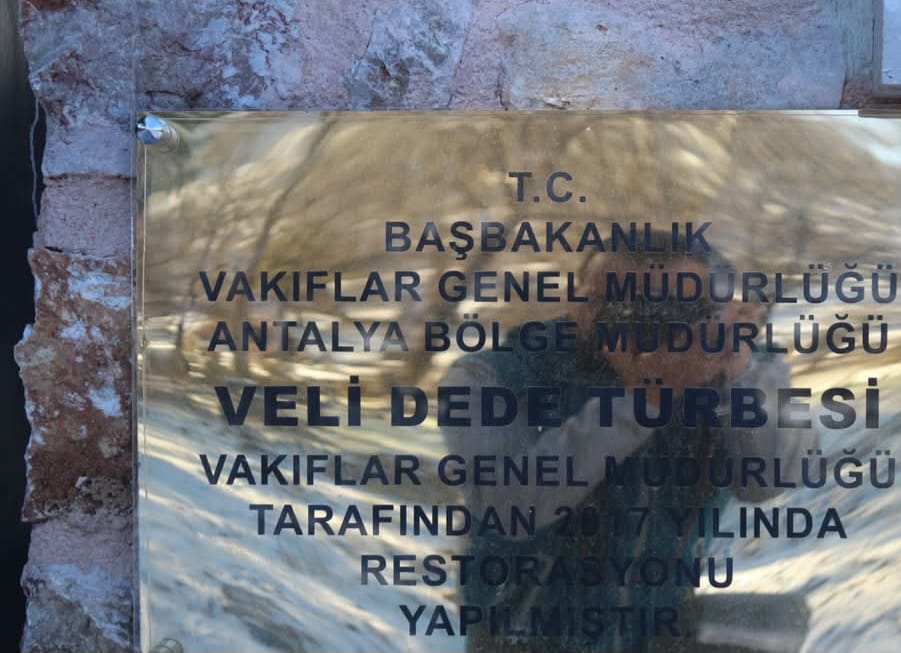 T.C.
BAŞBAKANLIK
VAKIFLAR GENEL MÜDÜRLÜĞÜ
ANTALYA BÖLGE MÜDÜRLÜĞÜ
VELİ DEDE TÜRBESİ
VAKIFLAR GENEL MÜDÜRLÜĞÜ
TARAFINDAN 2017 YILINDA
RESTORASYONU
YAPILMIŞTIR.